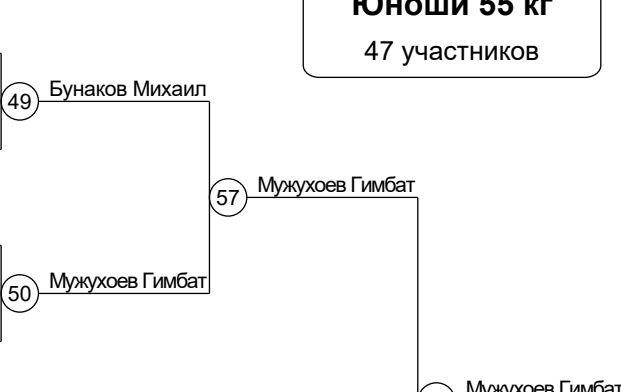 Юноши 55 кг
47 участников
49 Бунаков Михаил
57 Мужухоев Гимбат
50 Мужухоев Гимбат
Мужухоев Гимбат